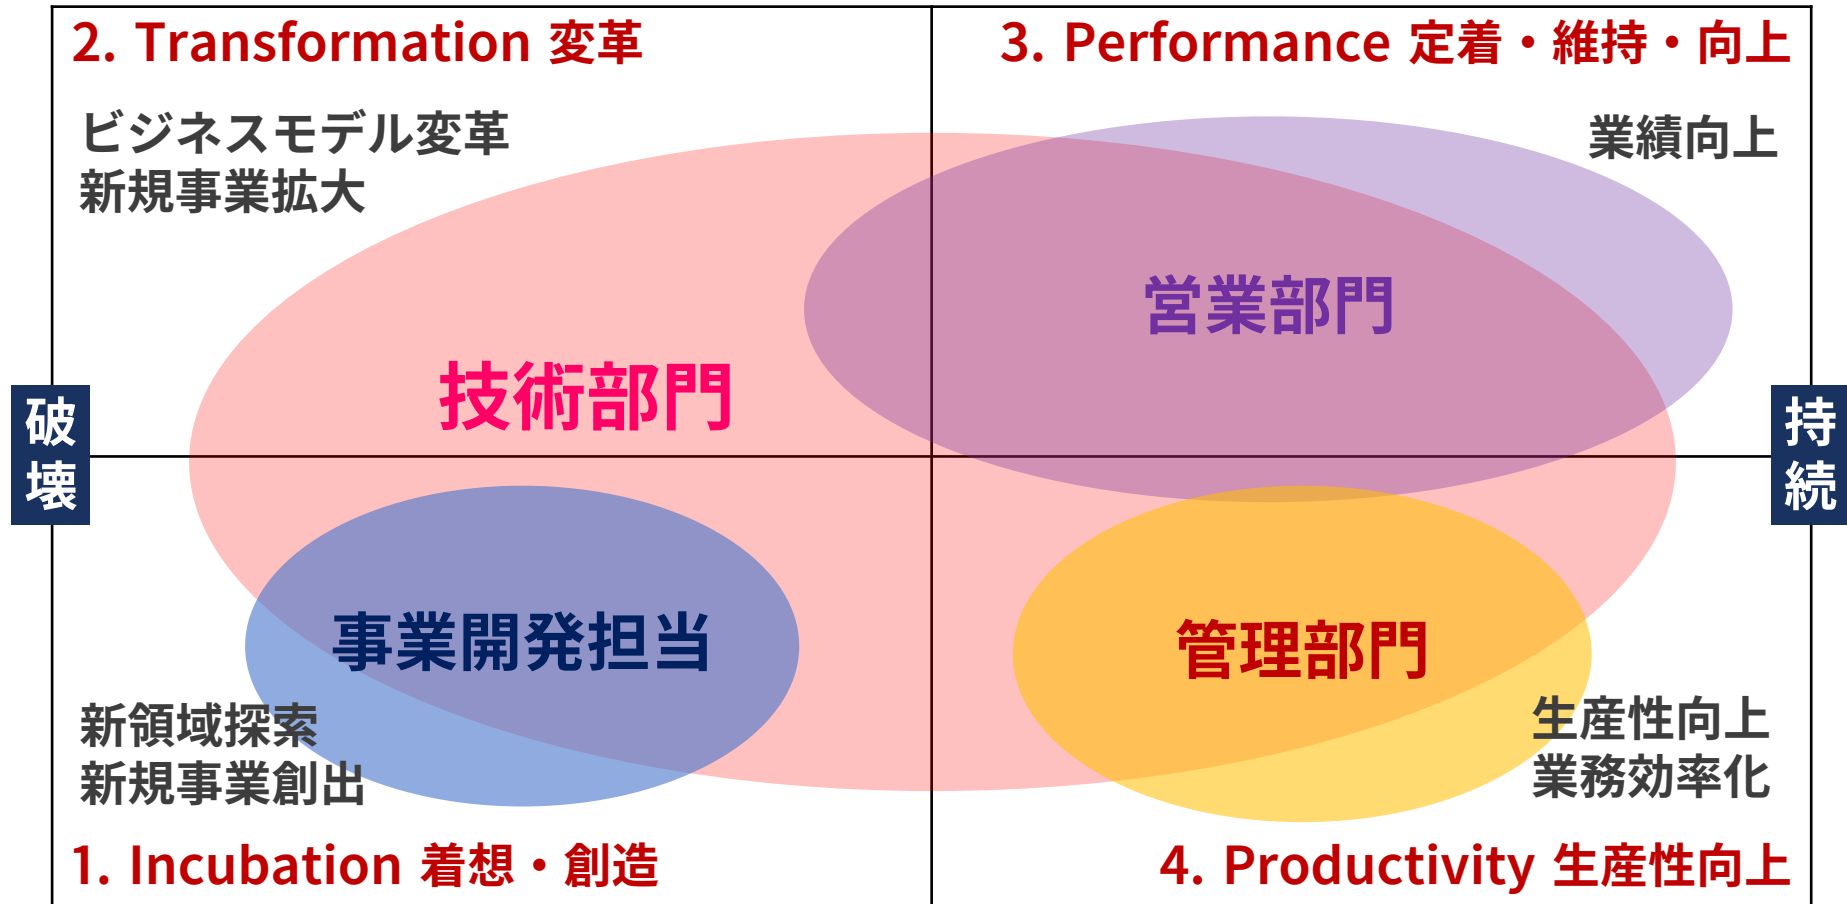 2. Transformation 変革
3. Performance 定着・維持・向上
ビジネスモデル変革
新規事業拡大
業績向上
営業部門
技術部門
破壊
持続
事業開発担当
管理部門
新領域探索
新規事業創出
生産性向上
業務効率化
1. Incubation 着想・創造
4. Productivity 生産性向上